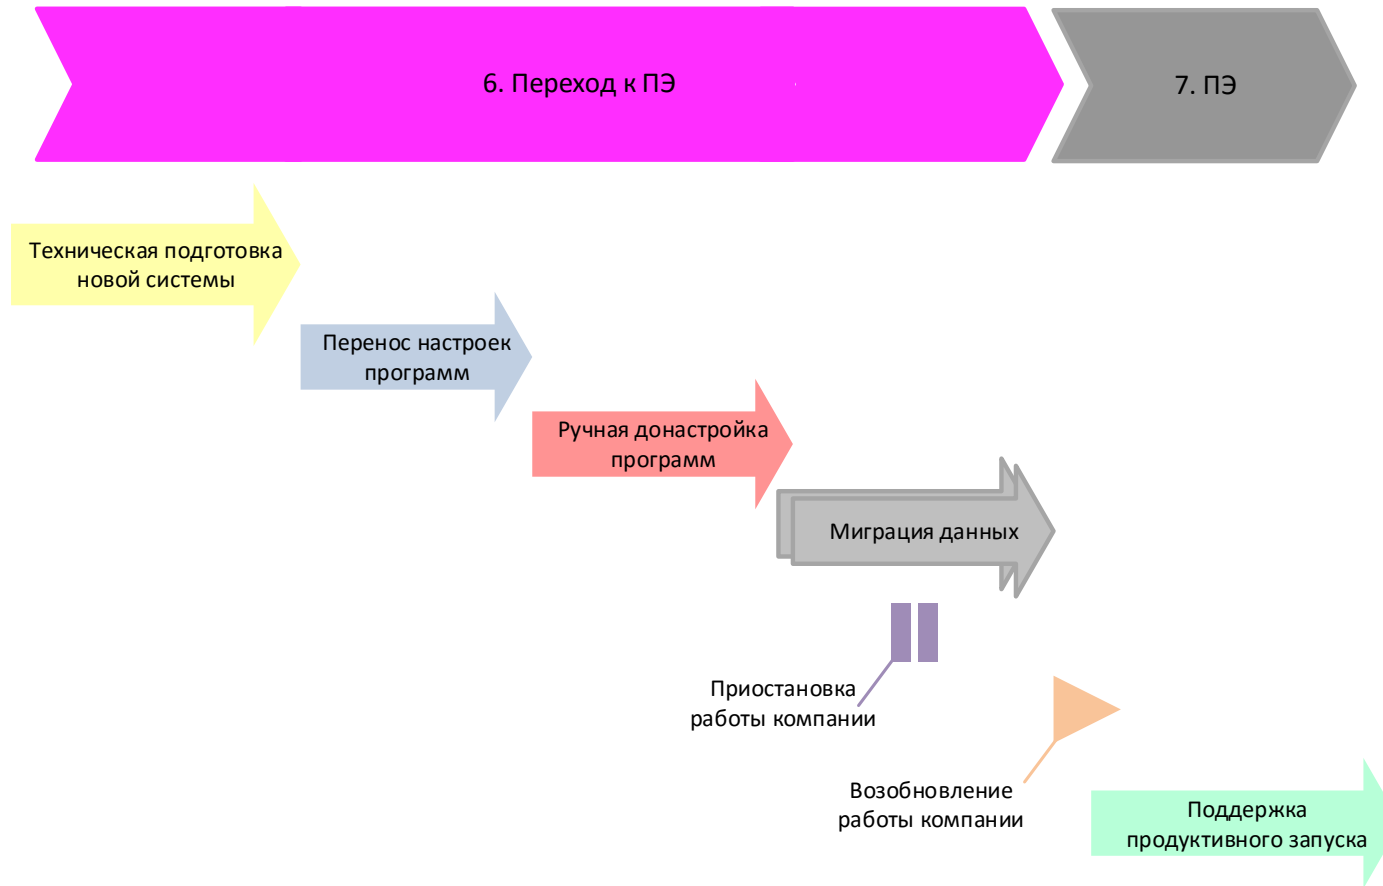 6. Переход к ПЭ
7. ПЭ
Техническая подготовка
новой системы
Перенос настроек
программ
Ручная донастройка
программ
Миграция данных
Приостановка
работы компании
Возобновление
работы компании
Поддержка
продуктивного запуска